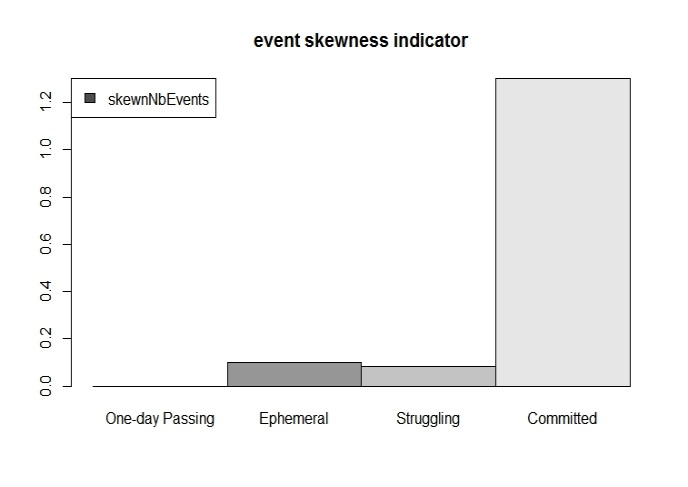 event skewness indicator
skewnNbEvents
1.2
1.0
0.8
0.6
0.4
0.2
0.0
One-day Passing Ephemeral Struggling Committed